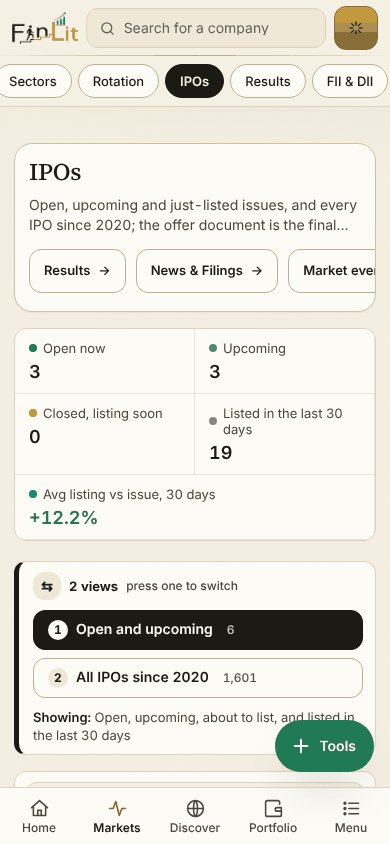 FinLit
Search for a company
Sectors
Rotation
IPOs
Results
FII & DII
IPOs
Open, upcoming and just-listed issues, and every
IPO since 2020; the offer document is the final...
Results →
News & Filings →
Market eve
Open now
3
Upcoming
3
Closed, listing soon
0
Listed in the last 30
days
19
Avg listing vs issue, 30 days
+12.2%
⇆ 2 views press one to switch
1 Open and upcoming 6
2 All IPOs since 2020 1,601
Showing: Open, upcoming, about to list, and listed in
the last 30 days
+ Tools
Home
Markets
Discover
Portfolio
Menu